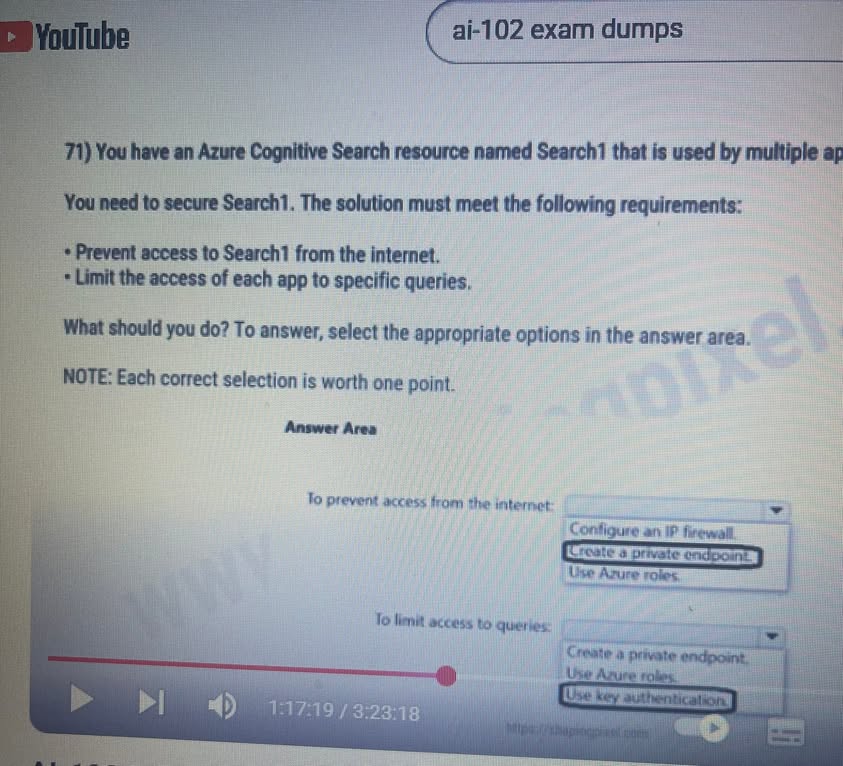 YouTube
ai-102 exam dumps
71) You have an Azure Cognitive Search resource named Search1 that is used by multiple ap
You need to secure Search1. The solution must meet the following requirements:
• Prevent access to Search1 from the internet.
• Limit the access of each app to specific queries.
What should you do? To answer, select the appropriate options in the answer area.
NOTE: Each correct selection is worth one point.
Answer Area
To prevent access from the internet:
Configure an IP firewall.
Create a private endpoint.
Use Azure roles.
To limit access to queries:
Create a private endpoint.
Use Azure roles.
Use key authentication.
1:17:19 / 3:23:18